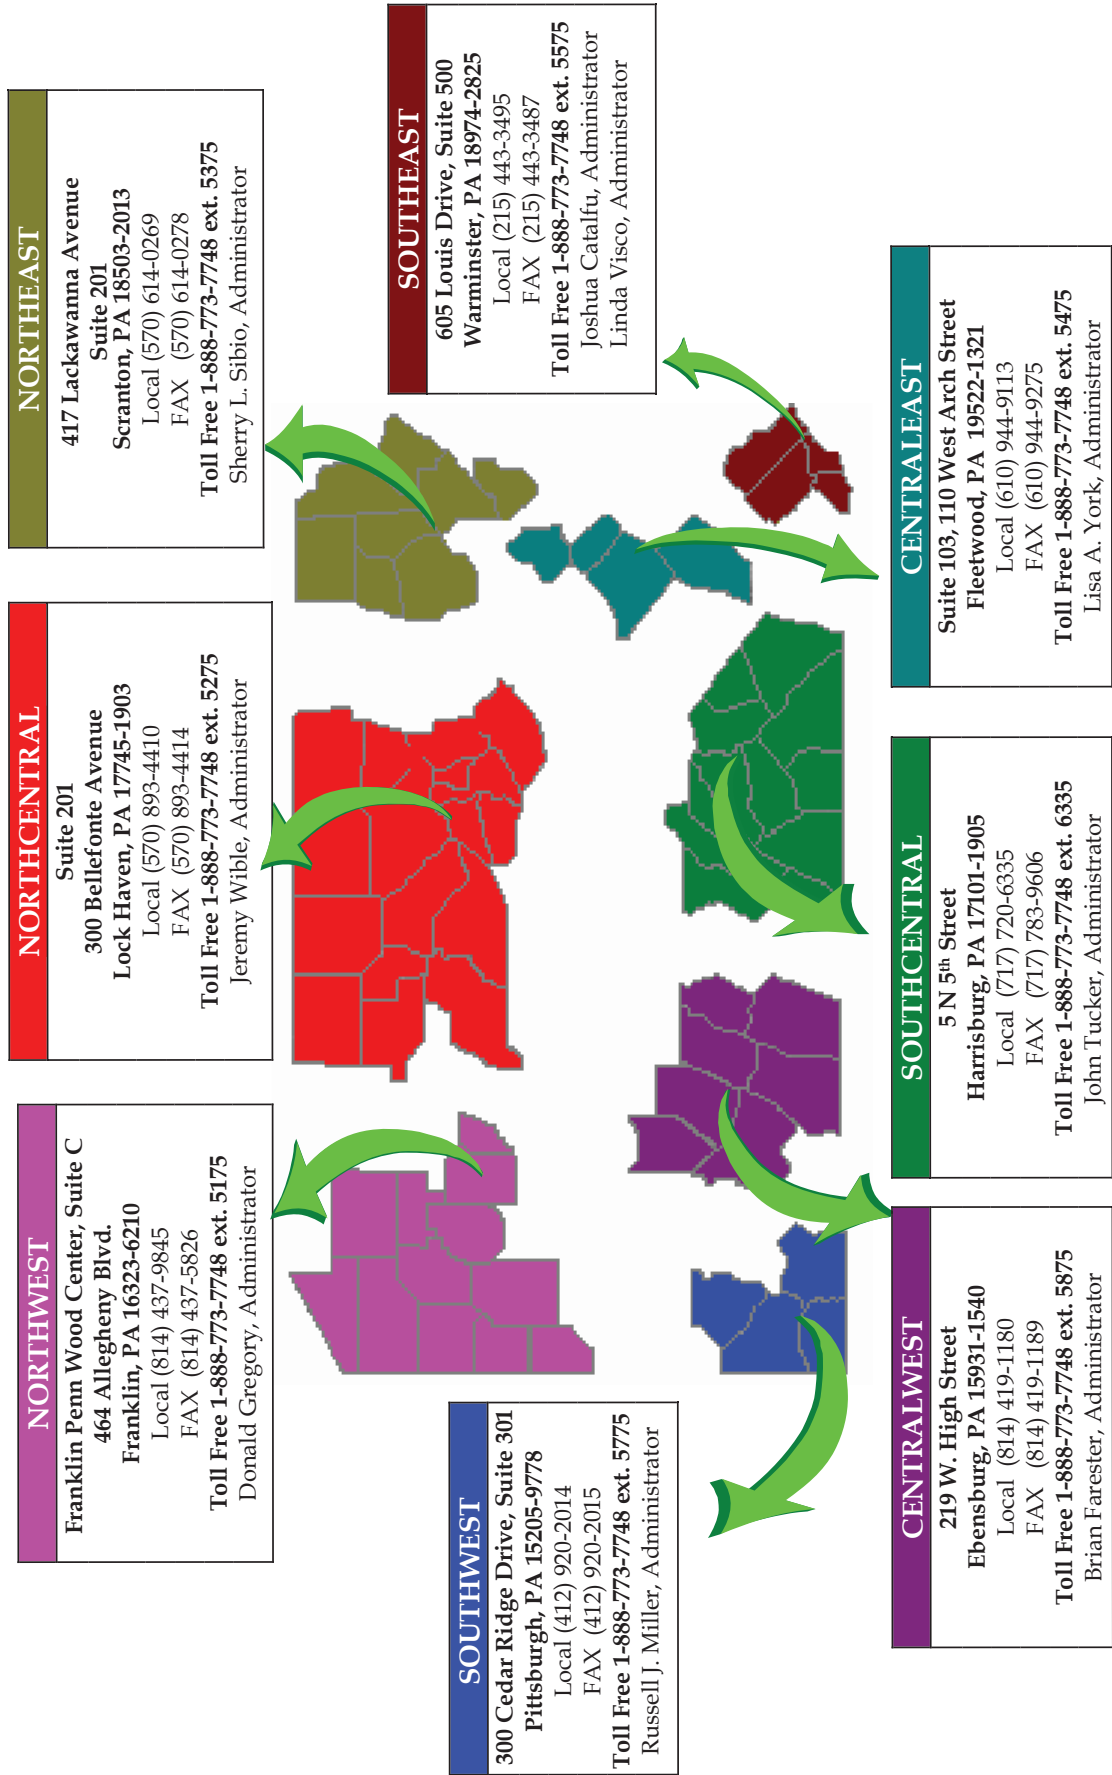 NORTHWEST
Franklin Penn Wood Center, Suite C
464 Allegheny Blvd.
Franklin, PA 16323-6210
Local (814) 437-9845
FAX (814) 437-5826
Toll Free 1-888-773-7748 ext. 5175
Donald Gregory, Administrator
NORTHCENTRAL
Suite 201
300 Bellefonte Avenue
Lock Haven, PA 17745-1903
Local (570) 893-4410
FAX (570) 893-4414
Toll Free 1-888-773-7748 ext. 5275
Jeremy Wible, Administrator
NORTHEAST
417 Lackawanna Avenue
Suite 201
Scranton, PA 18503-2013
Local (570) 614-0269
FAX (570) 614-0278
Toll Free 1-888-773-7748 ext. 5375
Sherry L. Sibio, Administrator
SOUTHWEST
300 Cedar Ridge Drive, Suite 301
Pittsburgh, PA 15205-9778
Local (412) 920-2014
FAX (412) 920-2015
Toll Free 1-888-773-7748 ext. 5775
Russell J. Miller, Administrator
SOUTHEAST
605 Louis Drive, Suite 500
Warminster, PA 18974-2825
Local (215) 443-3495
FAX (215) 443-3487
Toll Free 1-888-773-7748 ext. 5575
Joshua Catalfu, Administrator
Linda Visco, Administrator
CENTRALWEST
219 W. High Street
Ebensburg, PA 15931-1540
Local (814) 419-1180
FAX (814) 419-1189
Toll Free 1-888-773-7748 ext. 5875
Brian Farester, Administrator
SOUTHCENTRAL
5 N 5th Street
Harrisburg, PA 17101-1905
Local (717) 720-6335
FAX (717) 783-9606
Toll Free 1-888-773-7748 ext. 6335
John Tucker, Administrator
CENTRALEAST
Suite 103, 110 West Arch Street
Fleetwood, PA 19522-1321
Local (610) 944-9113
FAX (610) 944-9275
Toll Free 1-888-773-7748 ext. 5475
Lisa A. York, Administrator